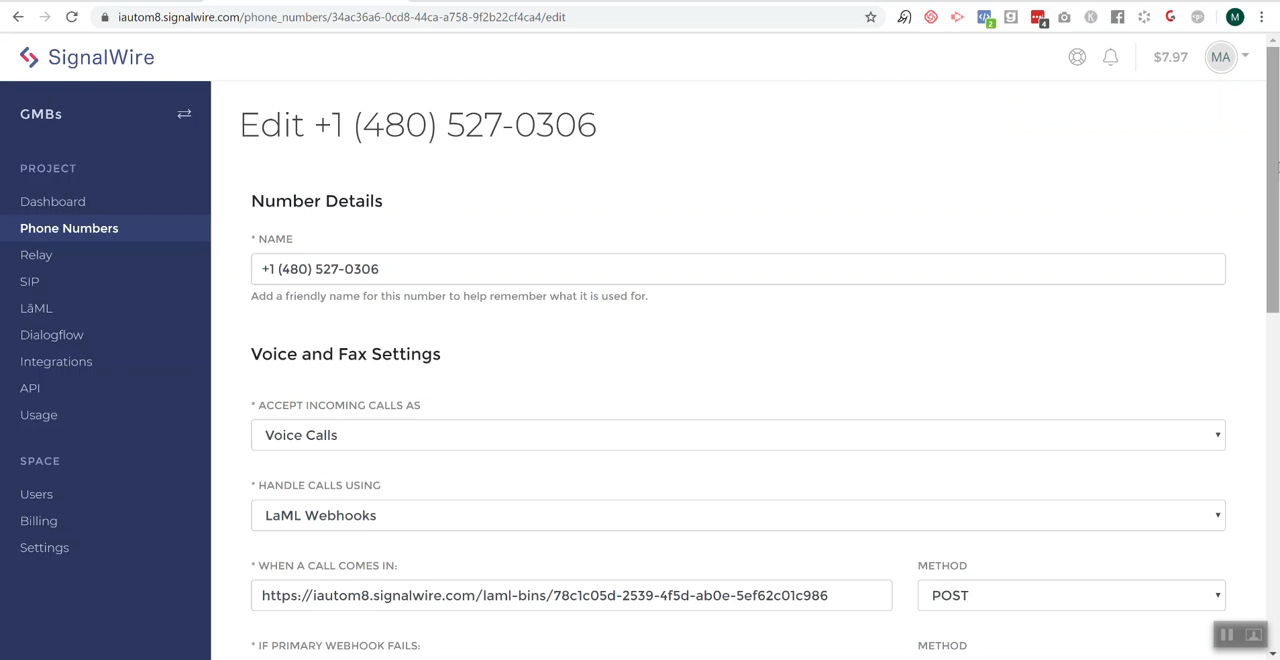 iautom8.signalwire.com/phone_numbers/34ac36a6-0cd8-44ca-a758-9f2b22cf4ca4/edit
2
4
M
SignalWire
$7.97
MA
GMBs
PROJECT
Dashboard
Phone Numbers
Relay
SIP
LāML
Dialogflow
Integrations
API
Usage
SPACE
Users
Billing
Settings
Edit +1 (480) 527-0306
Number Details
* NAME
+1 (480) 527-0306
Add a friendly name for this number to help remember what it is used for.
Voice and Fax Settings
* ACCEPT INCOMING CALLS AS
Voice Calls
* HANDLE CALLS USING
LaML Webhooks
* WHEN A CALL COMES IN: METHOD
https://iautom8.signalwire.com/laml-bins/78c1c05d-2539-4f5d-ab0e-5ef62c01c986 POST
* IF PRIMARY WEBHOOK FAILS: METHOD